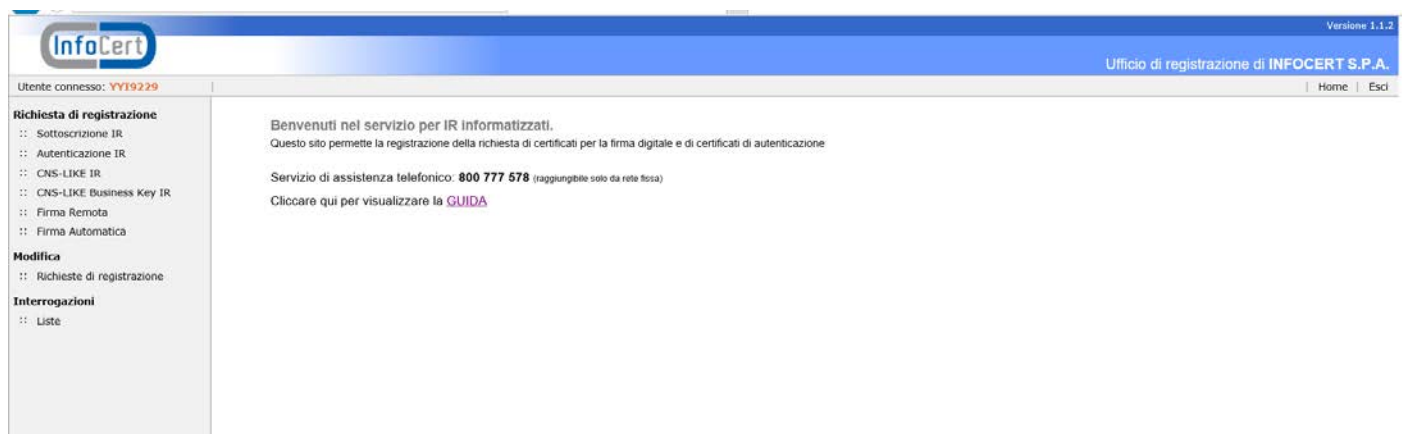 InfoCert
Versione 1.1.2
Ufficio di registrazione di INFOCERT S.P.A.
Utente connesso: YYI9229
| Home | Esci
Richiesta di registrazione
:: Sottoscrizione IR
:: Autenticazione IR
:: CNS-LIKE IR
:: CNS-LIKE Business Key IR
:: Firma Remota
:: Firma Automatica
Modifica
:: Richieste di registrazione
Interrogazioni
:: Liste
Benvenuti nel servizio per IR informatizzati.
Questo sito permette la registrazione della richiesta di certificati per la firma digitale e di certificati di autenticazione
Servizio di assistenza telefonico: 800 777 578 (raggiungibile solo da rete fissa)
Cliccare qui per visualizzare la GUIDA